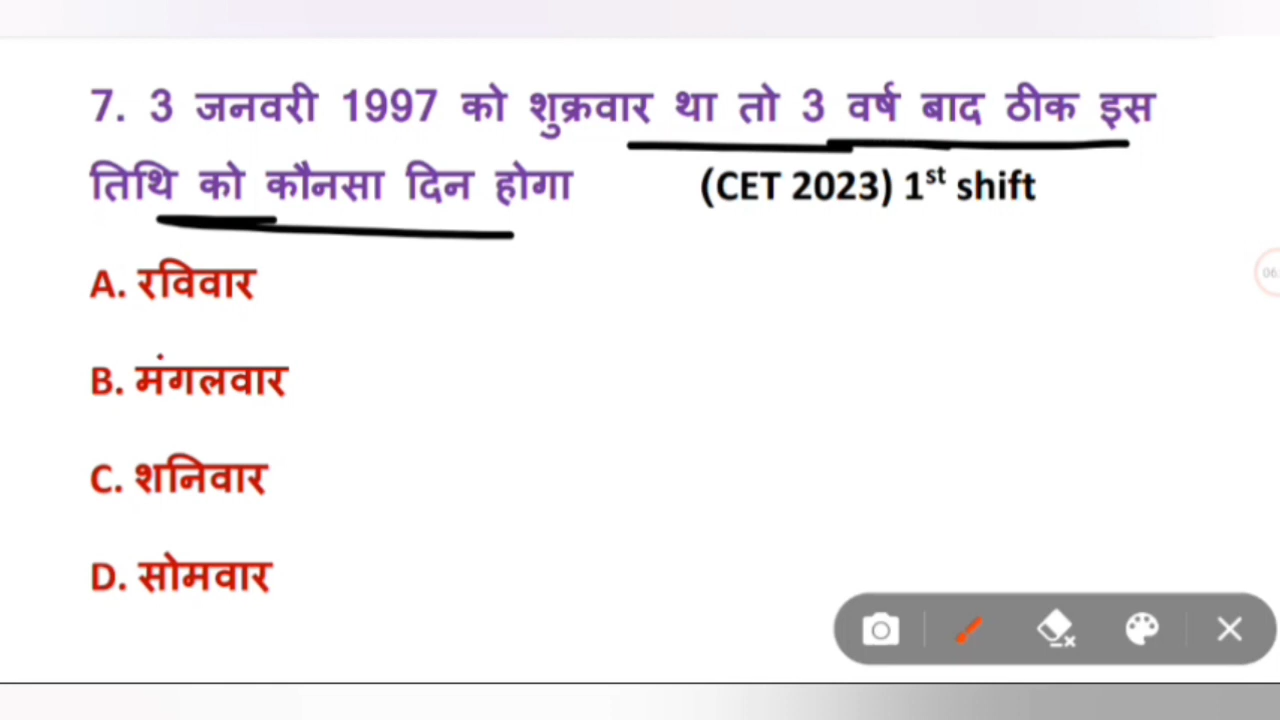 7. 3 जनवरी 1997 को शुक्रवार था तो 3 वर्ष बाद ठीक इस
तिथि को कौनसा दिन होगा (CET 2023) 1st shift
A. रविवार
B. मंगलवार
C. शनिवार
D. सोमवार